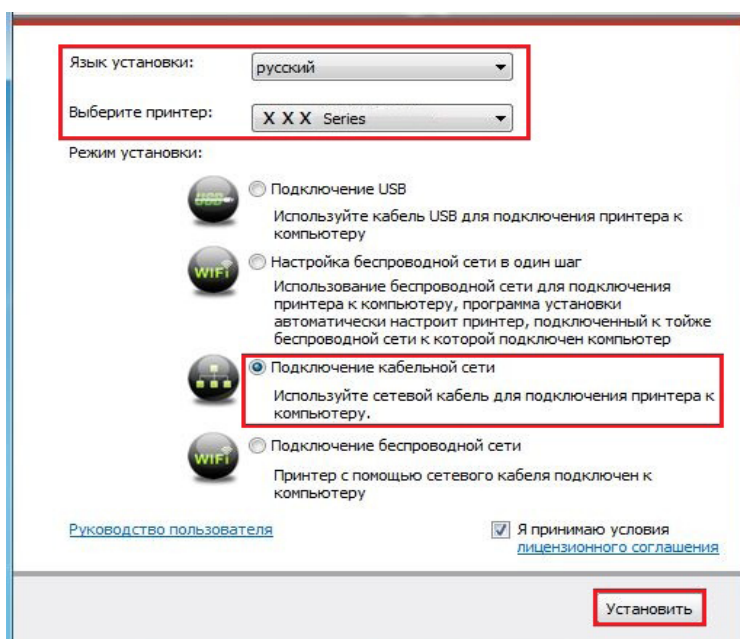 Язык установки:
русский
Выберите принтер:
X X X Series
Режим установки:
USB
Подключение USB
Используйте кабель USB для подключения принтера к
компьютеру
WiFi
Настройка беспроводной сети в один шаг
Использование беспроводной сети для подключения
принтера к компьютеру, программа установки
автоматически настроит принтер, подключенный к тойже
беспроводной сети к которой подключен компьютер
Подключение кабельной сети
Используйте сетевой кабель для подключения принтера к
компьютеру.
WiFi
Подключение беспроводной сети
Принтер с помощью сетевого кабеля подключен к
компьютеру
Руководство пользователя
Я принимаю условия
лицензионного соглашения
Установить